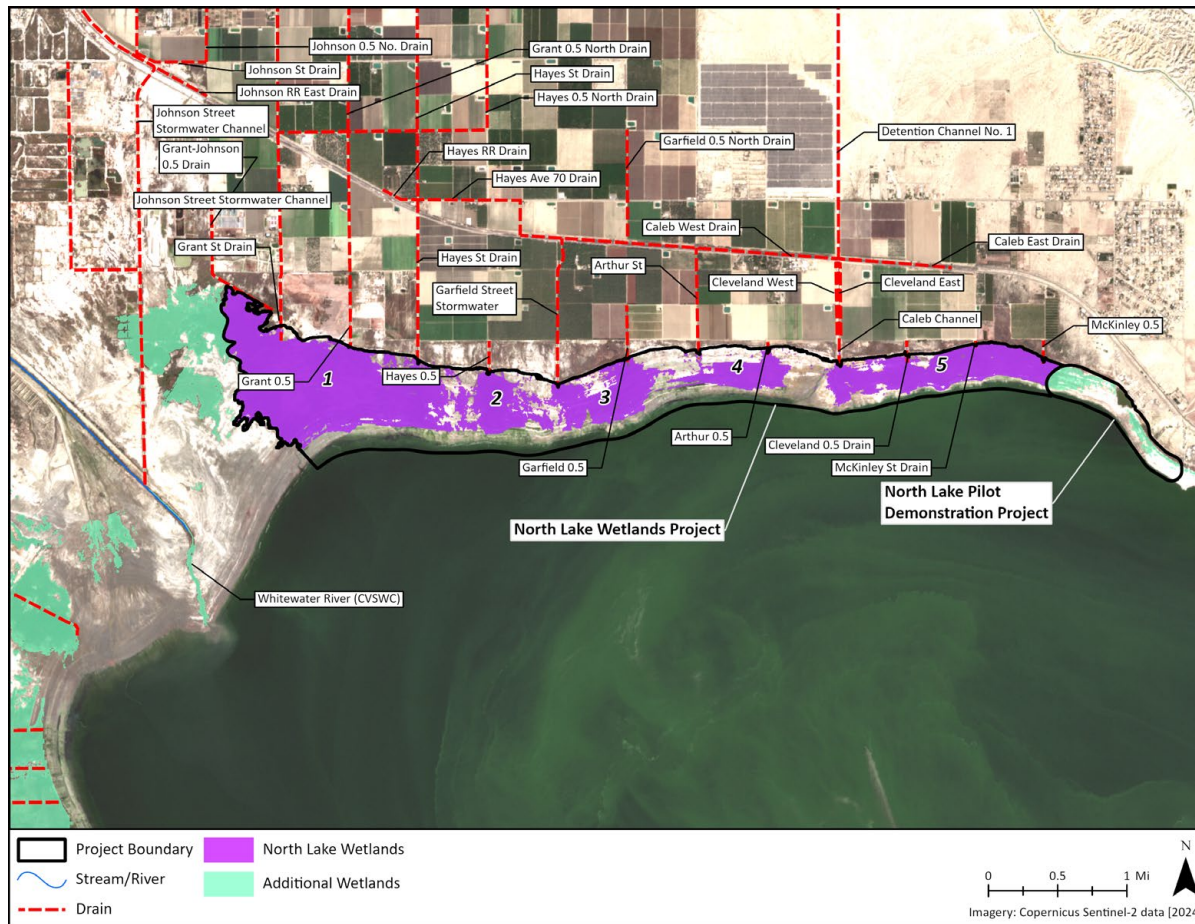 Johnson 0.5 No. Drain
Grant 0.5 North Drain
Johnson St Drain
Hayes St Drain
Johnson RR East Drain
Hayes 0.5 North Drain
Johnson Street
Stormwater Channel
Detention Channel No. 1
Grant-Johnson
0.5 Drain
Hayes RR Drain
Garfield 0.5 North Drain
Hayes Ave 70 Drain
Johnson Street Stormwater Channel
Caleb West Drain
Grant St Drain
Caleb East Drain
Hayes St Drain
Arthur St
Garfield Street
Stormwater
Cleveland West
Cleveland East
Caleb Channel
McKinley 0.5
Grant 0.5
Hayes 0.5
1
2
3
4
5
Arthur 0.5
Cleveland 0.5 Drain
Garfield 0.5
McKinley St Drain
North Lake Wetlands Project
North Lake Pilot
Demonstration Project
Whitewater River (CVSWC)
Project Boundary
North Lake Wetlands
Stream/River
Additional Wetlands
Drain
N
0 0.5 1 Mi
Imagery: Copernicus Sentinel-2 data [2024